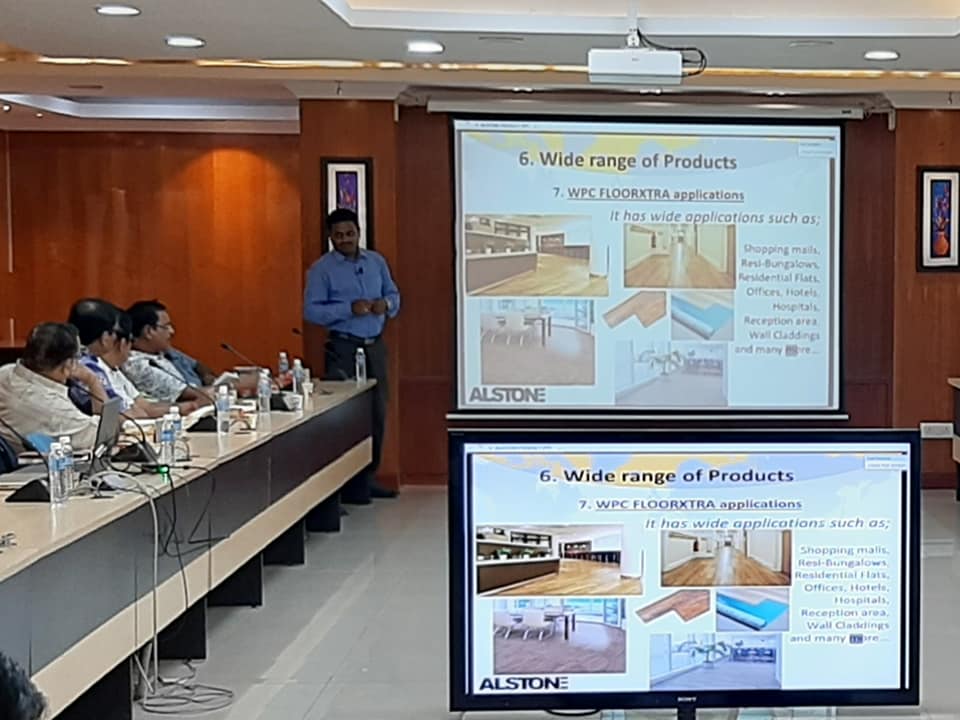 6. Wide range of Products
7. WPC FLOORXTRA applications
It has wide applications such as;
Shopping malls,
Resi-Bungalows,
Residential Flats,
Offices, Hotels,
Hospitals,
Reception area,
Wall Claddings
and many more...
ALSTONE
6. Wide range of Products
7. WPC FLOORXTRA applications
It has wide applications such as;
Shopping malls,
Resi-Bungalows,
Residential Flats,
Offices, Hotels,
Hospitals,
Reception area,
Wall Claddings
and many more...
ALSTONE
SONY